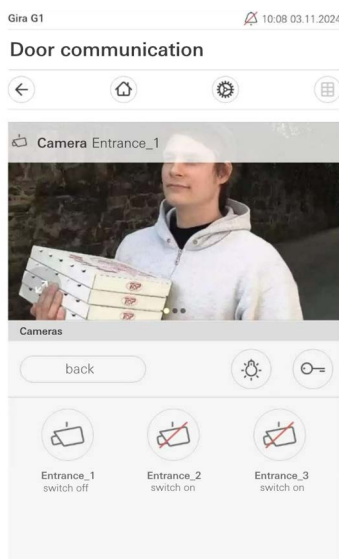 Gira G1
10:08 03.11.2024
Door communication
Camera Entrance_1
Cameras
back
Entrance_1
switch off
Entrance_2
switch on
Entrance_3
switch on